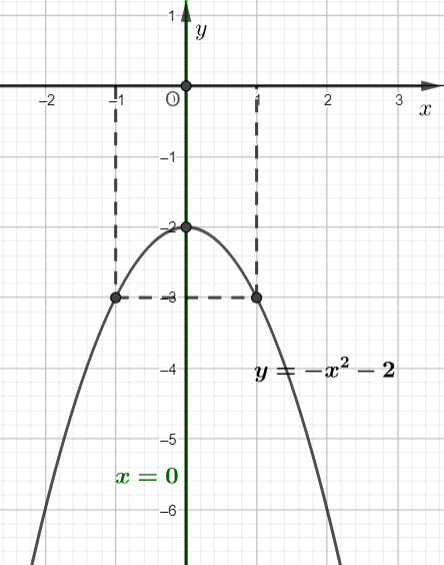 1
y
-2 -1 O 1 2 3
x
-1
-2
-3
y = −x² − 2
-4
-5
x = 0
-6